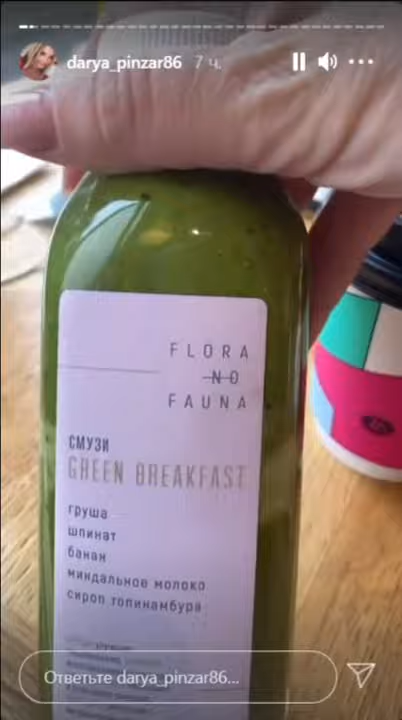 darya_pinzar86 7 ч.
FLORA
NO
FAUNA
СМУЗИ
GREEN BREAKFAST
груша
шпинат
банан
миндальное молоко
сироп топинамбура
Ответьте darya_pinzar86...